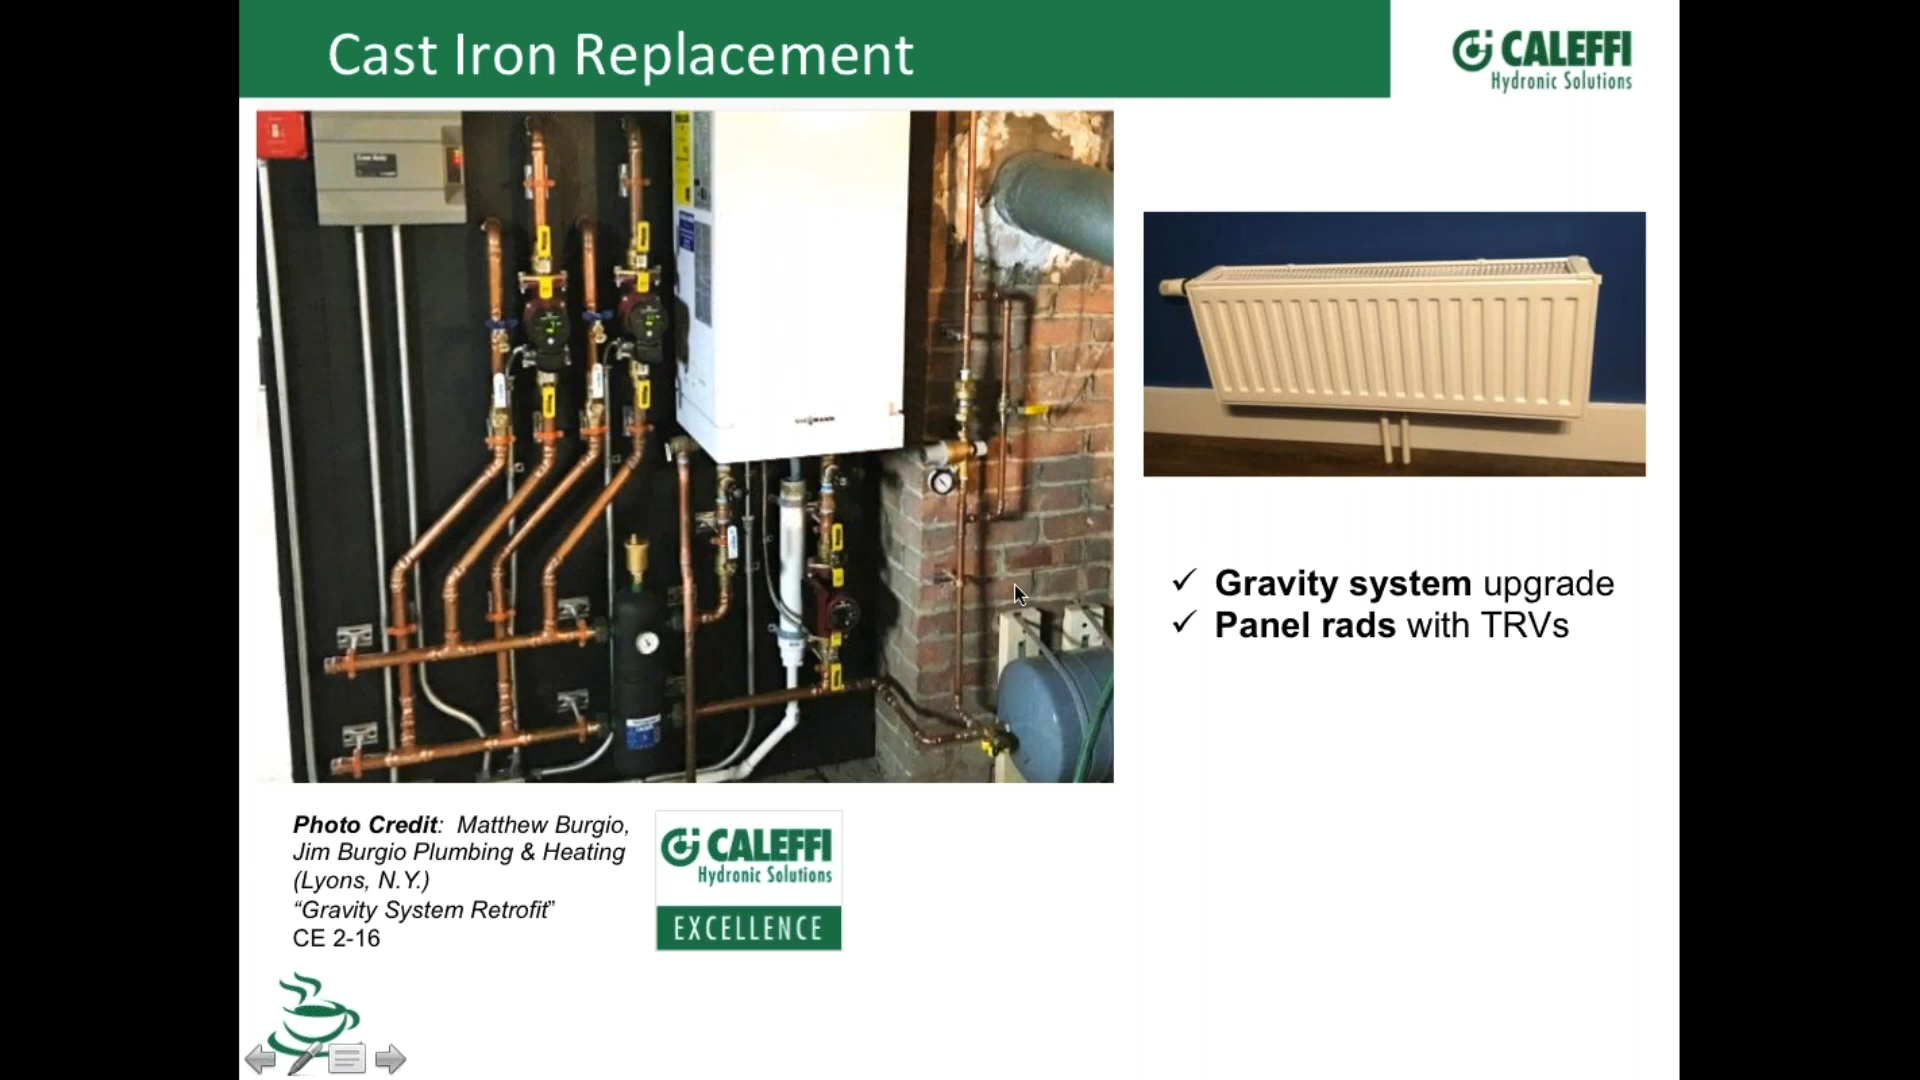 Cast Iron Replacement
CALEFFI
Hydronic Solutions
VIESMANN
✓ Gravity system upgrade
✓ Panel rads with TRVs
Photo Credit: Matthew Burgio,
Jim Burgio Plumbing & Heating
(Lyons, N.Y.)
“Gravity System Retrofit”
CE 2-16
CALEFFI
Hydronic Solutions
EXCELLENCE